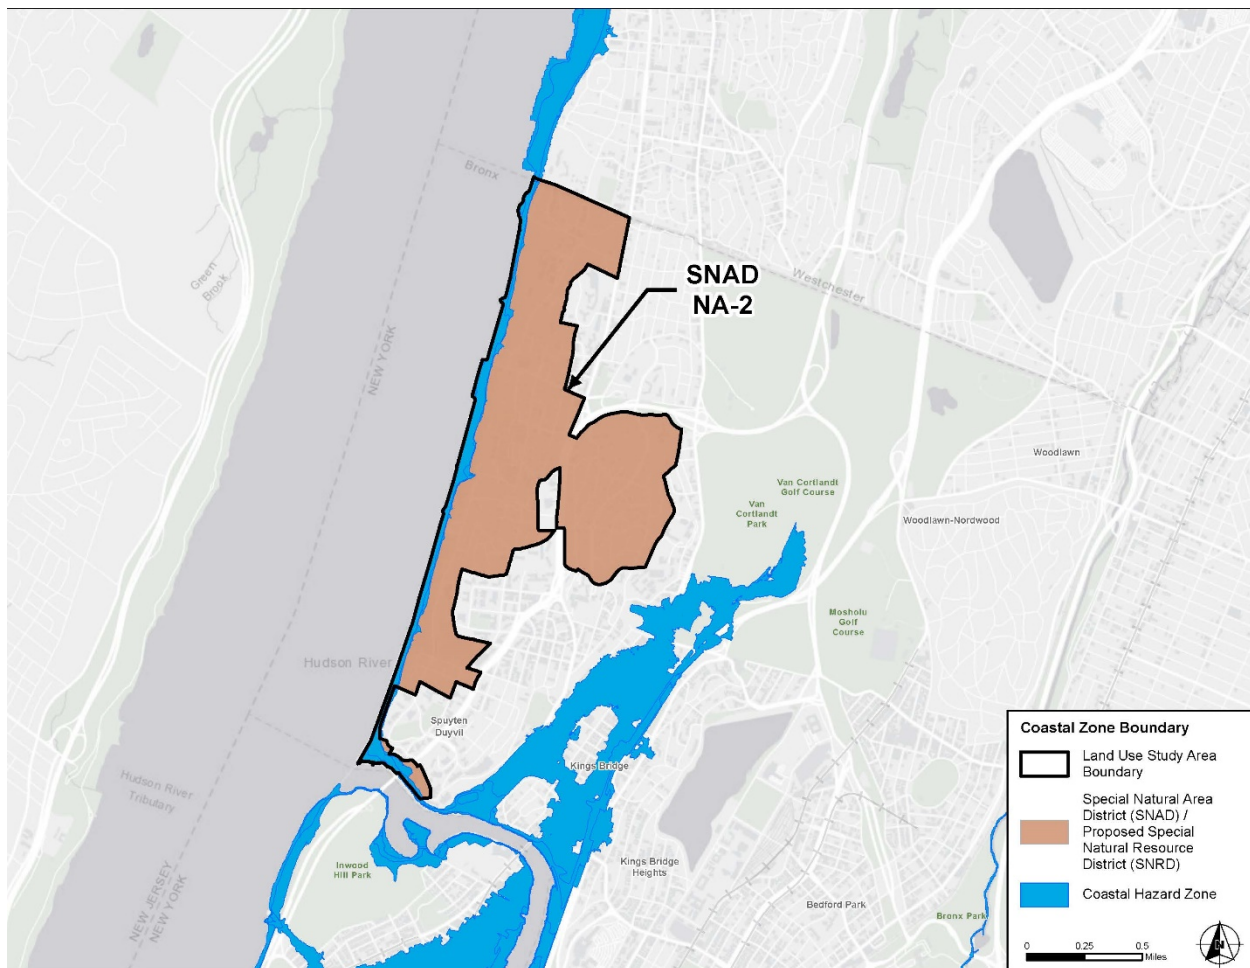 Bronx
Westchester
Green
Brook
NEW YORK
SNAD
NA-2
Woodlawn
Van Cortlandt
Golf Course
Van
Cortlandt
Park
Woodlawn-Nordwood
Mosholu
Golf
Course
Hudson River
Spuyten
Duyvil
Kings Bridge
Hudson River
Tributary
Inwood
Hill Park
Kings Bridge
Heights
Bedford Park
Bronx Park
NEW JERSEY
NEW YORK
Coastal Zone Boundary
Land Use Study Area
Boundary
Special Natural Area
District (SNAD) /
Proposed Special
Natural Resource
District (SNRD)
Coastal Hazard Zone
0 0.25 0.5
Miles
N